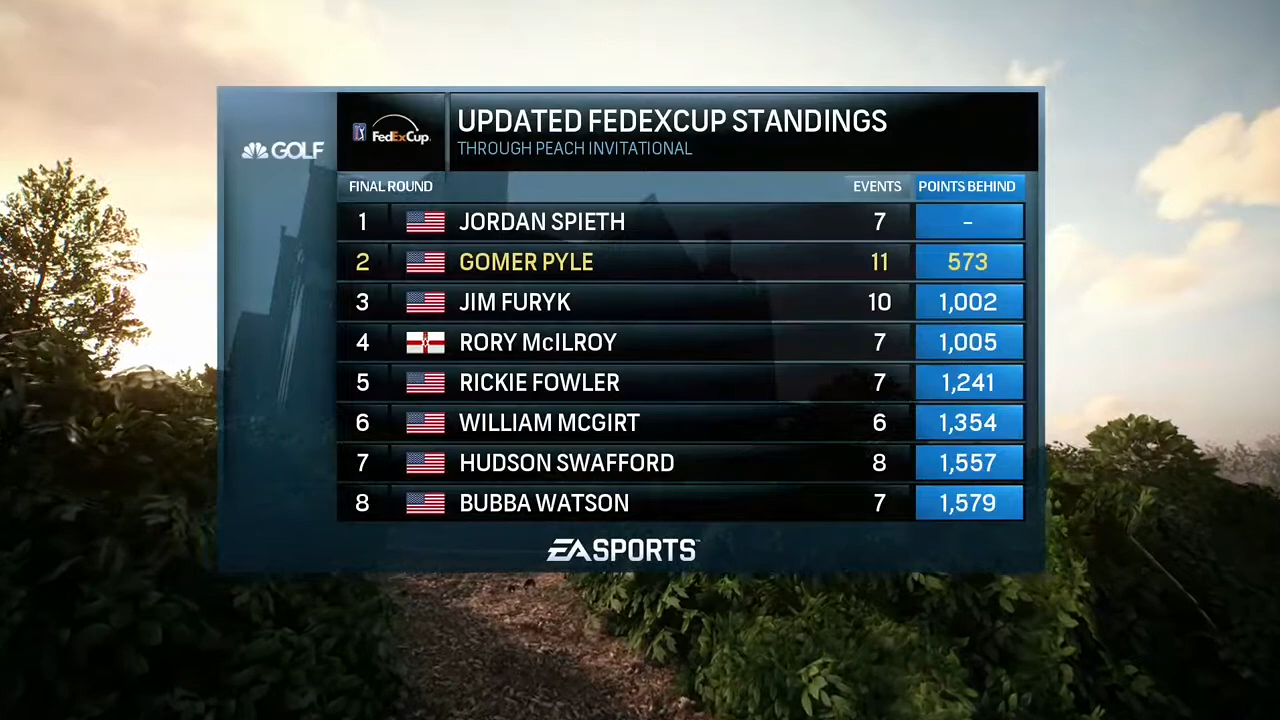 GOLF
FedExCup
UPDATED FEDEXCUP STANDINGS
THROUGH PEACH INVITATIONAL
FINAL ROUND EVENTS POINTS BEHIND
1 JORDAN SPIETH 7 -
2 GOMER PYLE 11 573
3 JIM FURYK 10 1,002
4 RORY McILROY 7 1,005
5 RICKIE FOWLER 7 1,241
6 WILLIAM MCGIRT 6 1,354
7 HUDSON SWAFFORD 8 1,557
8 BUBBA WATSON 7 1,579
EA SPORTS